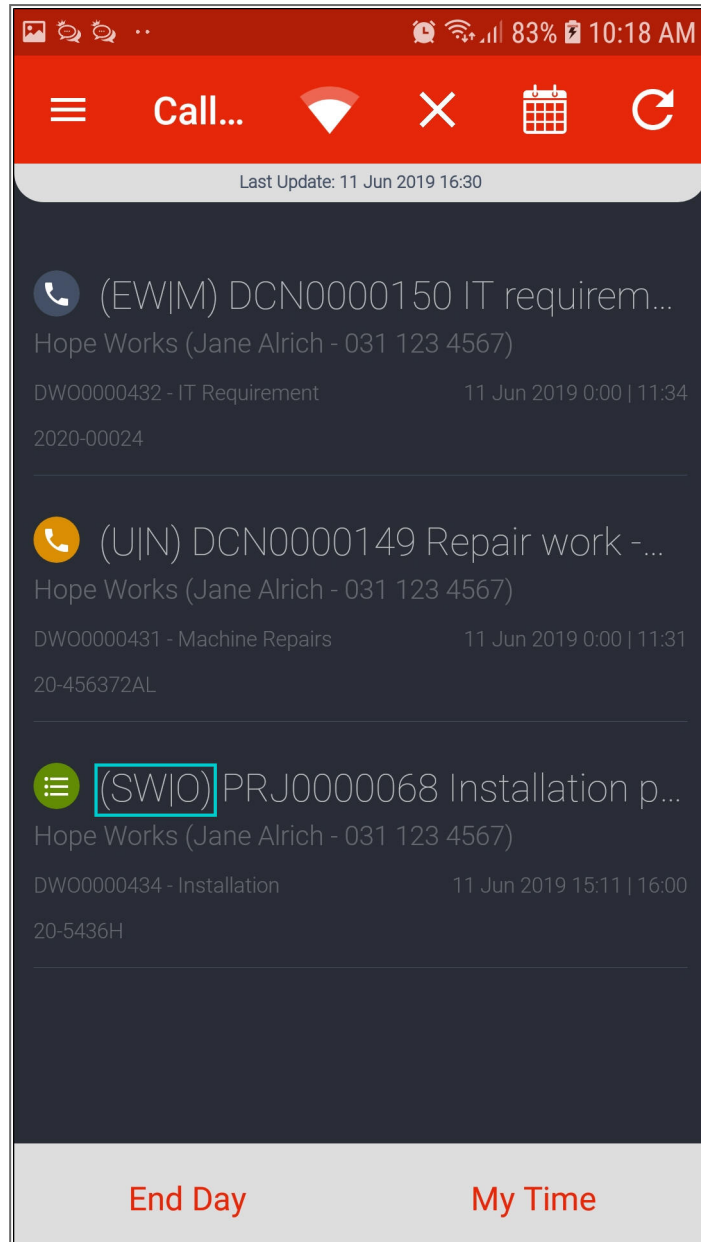 83% 10:18 AM
Call...
Last Update: 11 Jun 2019 16:30
(EW|M) DCN0000150 IT requirem...
Hope Works (Jane Alrich - 031 123 4567)
DWO0000432 - IT Requirement 11 Jun 2019 0:00 | 11:34
2020-00024
(U|N) DCN0000149 Repair work -...
Hope Works (Jane Alrich - 031 123 4567)
DWO0000431 - Machine Repairs 11 Jun 2019 0:00 | 11:31
20-456372AL
(SW|O) PRJ0000068 Installation p...
Hope Works (Jane Alrich - 031 123 4567)
DWO0000434 - Installation 11 Jun 2019 15:11 | 16:00
20-5436H
End Day My Time